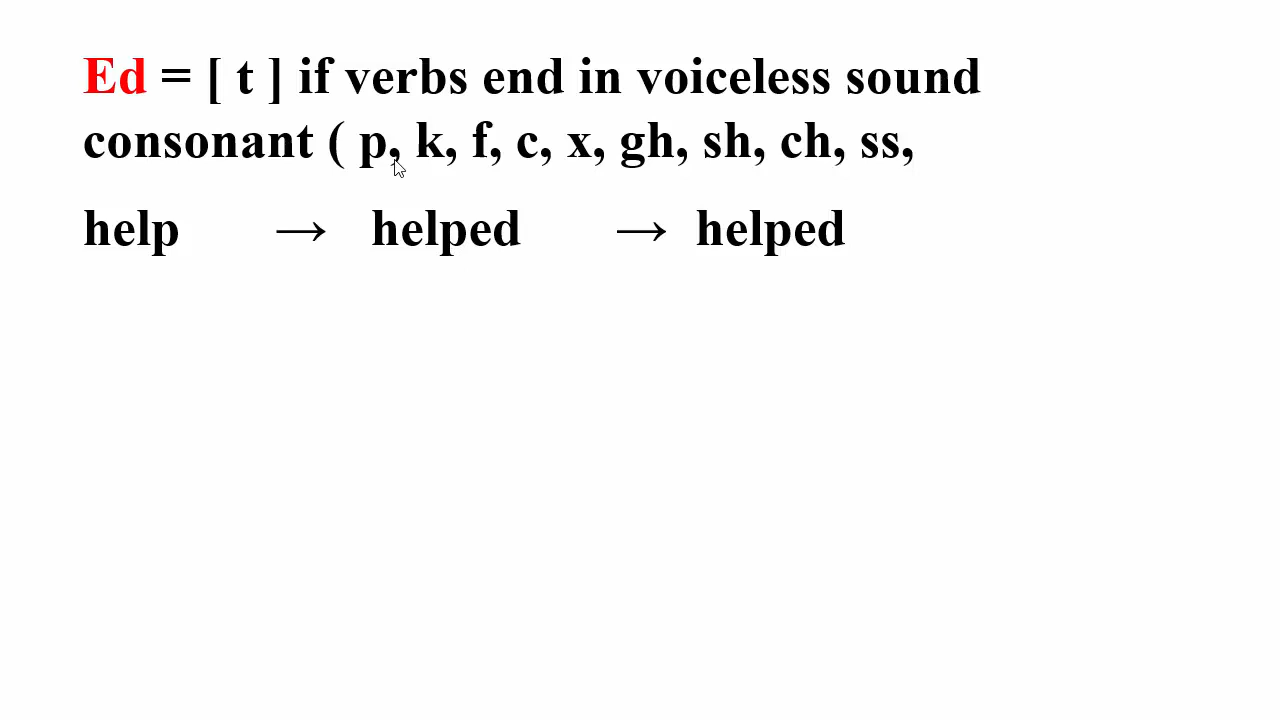 Ed = [ t ] if verbs end in voiceless sound
consonant ( p, k, f, c, x, gh, sh, ch, ss,
help → helped → helped